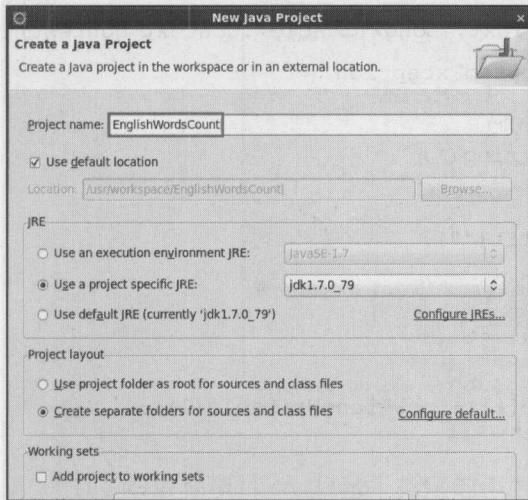 New Java Project
Create a Java Project
Create a Java project in the workspace or in an external location.
Project name: EnglishWordsCount
Use default location
Location: /usr/workspace/EnglishWordsCount
Browse...
JRE
Use an execution environment JRE:
JavaSE-1.7
Use a project specific JRE:
jdk1.7.0_79
Use default JRE (currently 'jdk1.7.0_79')
Configure JREs...
Project layout
Use project folder as root for sources and class files
Create separate folders for sources and class files
Configure default...
Working sets
Add project to working sets